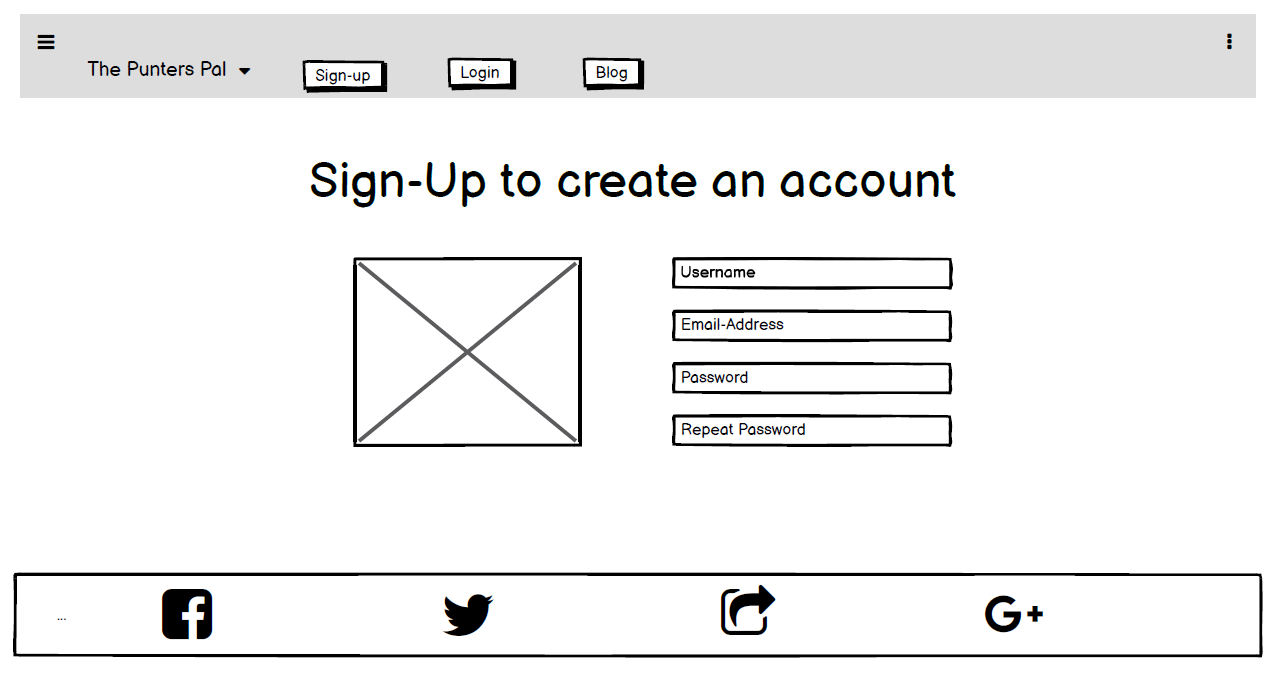 The Punters Pal
Sign-up
Login
Blog
Sign-Up to create an account
Username
Email-Address
Password
Repeat Password
...
G+